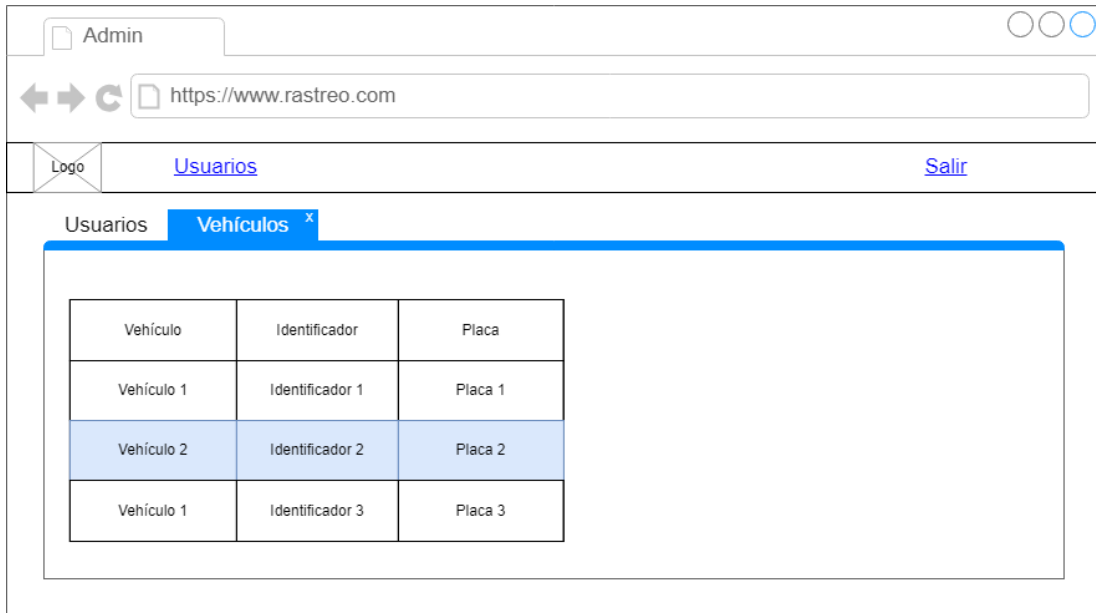 Admin
https://www.rastreo.com
Logo Usuarios Salir
Usuarios Vehículos x
Vehículo Identificador Placa
Vehículo 1 Identificador 1 Placa 1
Vehículo 2 Identificador 2 Placa 2
Vehículo 1 Identificador 3 Placa 3